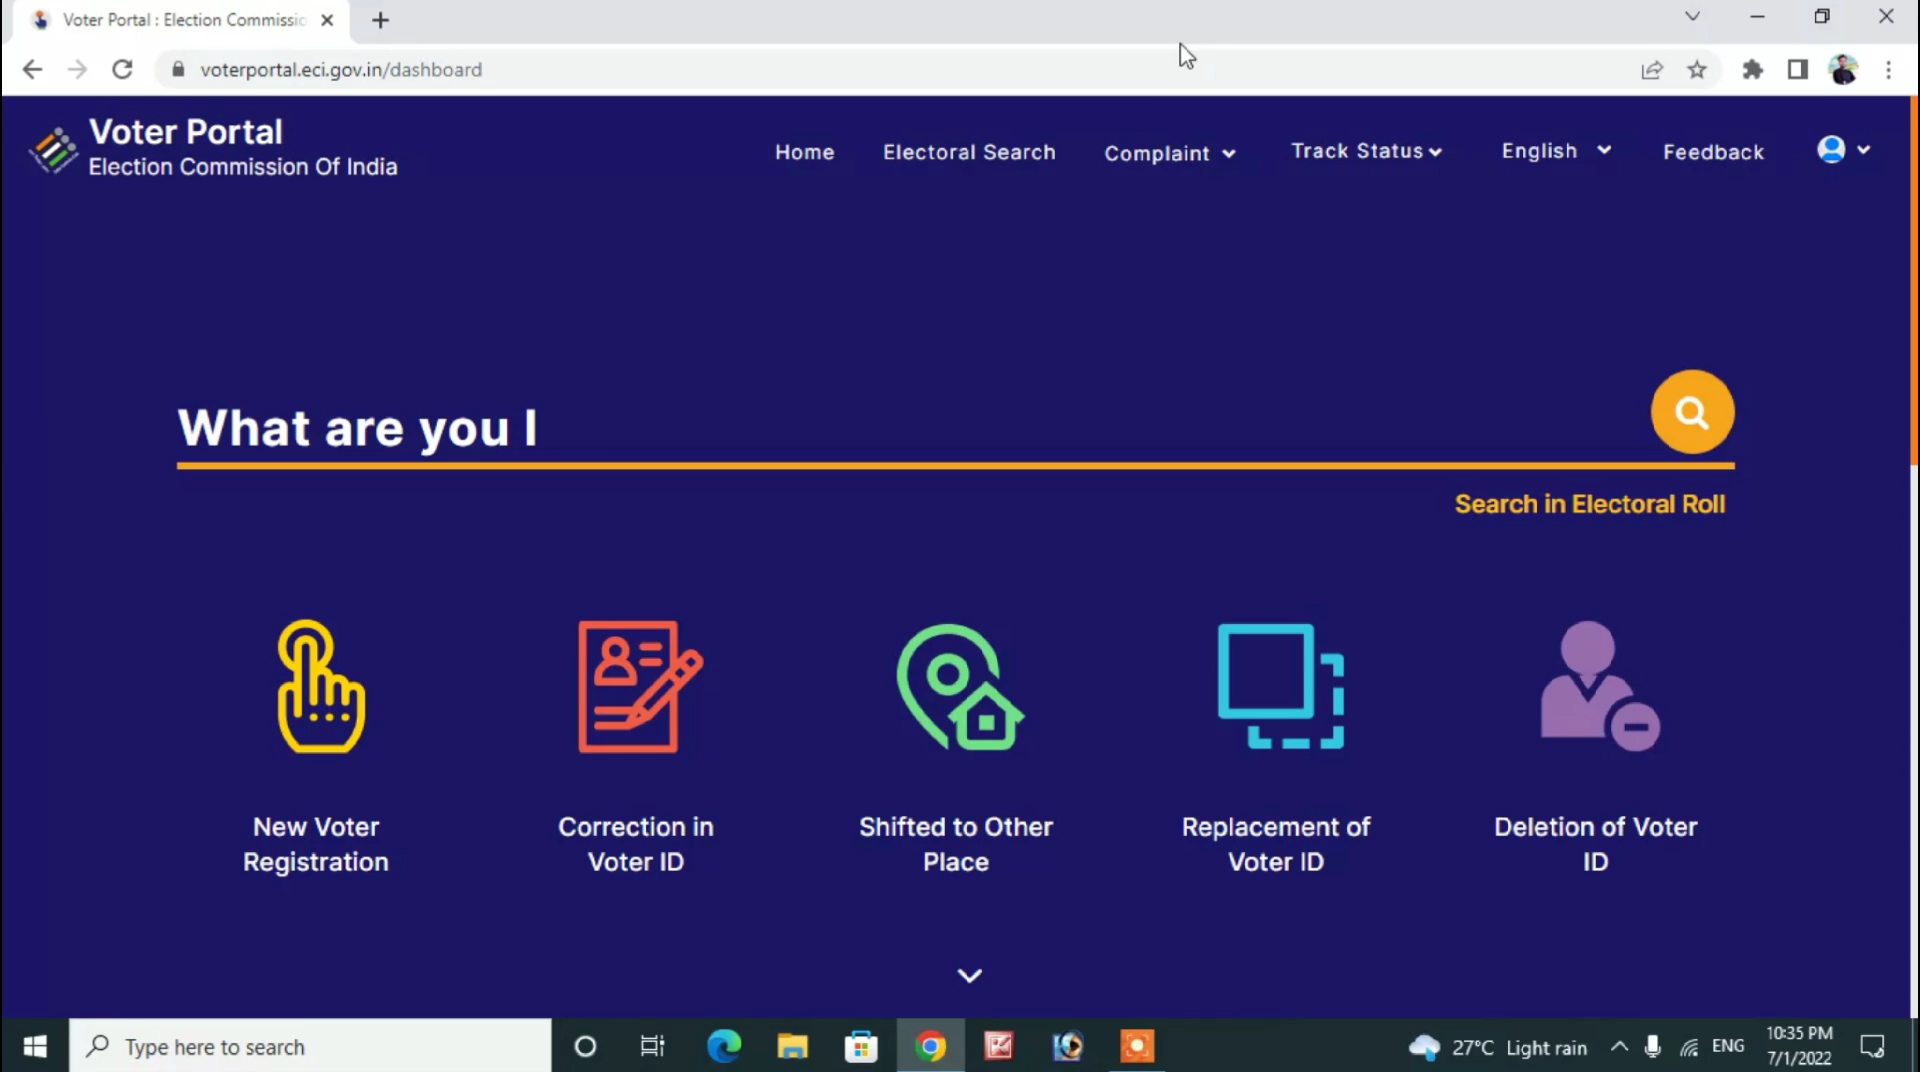 Voter Portal : Election Commissio
voterportal.eci.gov.in/dashboard
Voter Portal
Election Commission Of India
Home
Electoral Search
Complaint
Track Status
English
Feedback
What are you l
Search in Electoral Roll
New Voter
Registration
Correction in
Voter ID
Shifted to Other
Place
Replacement of
Voter ID
Deletion of Voter
ID
Type here to search
27°C Light rain
ENG
10:35 PM
7/1/2022